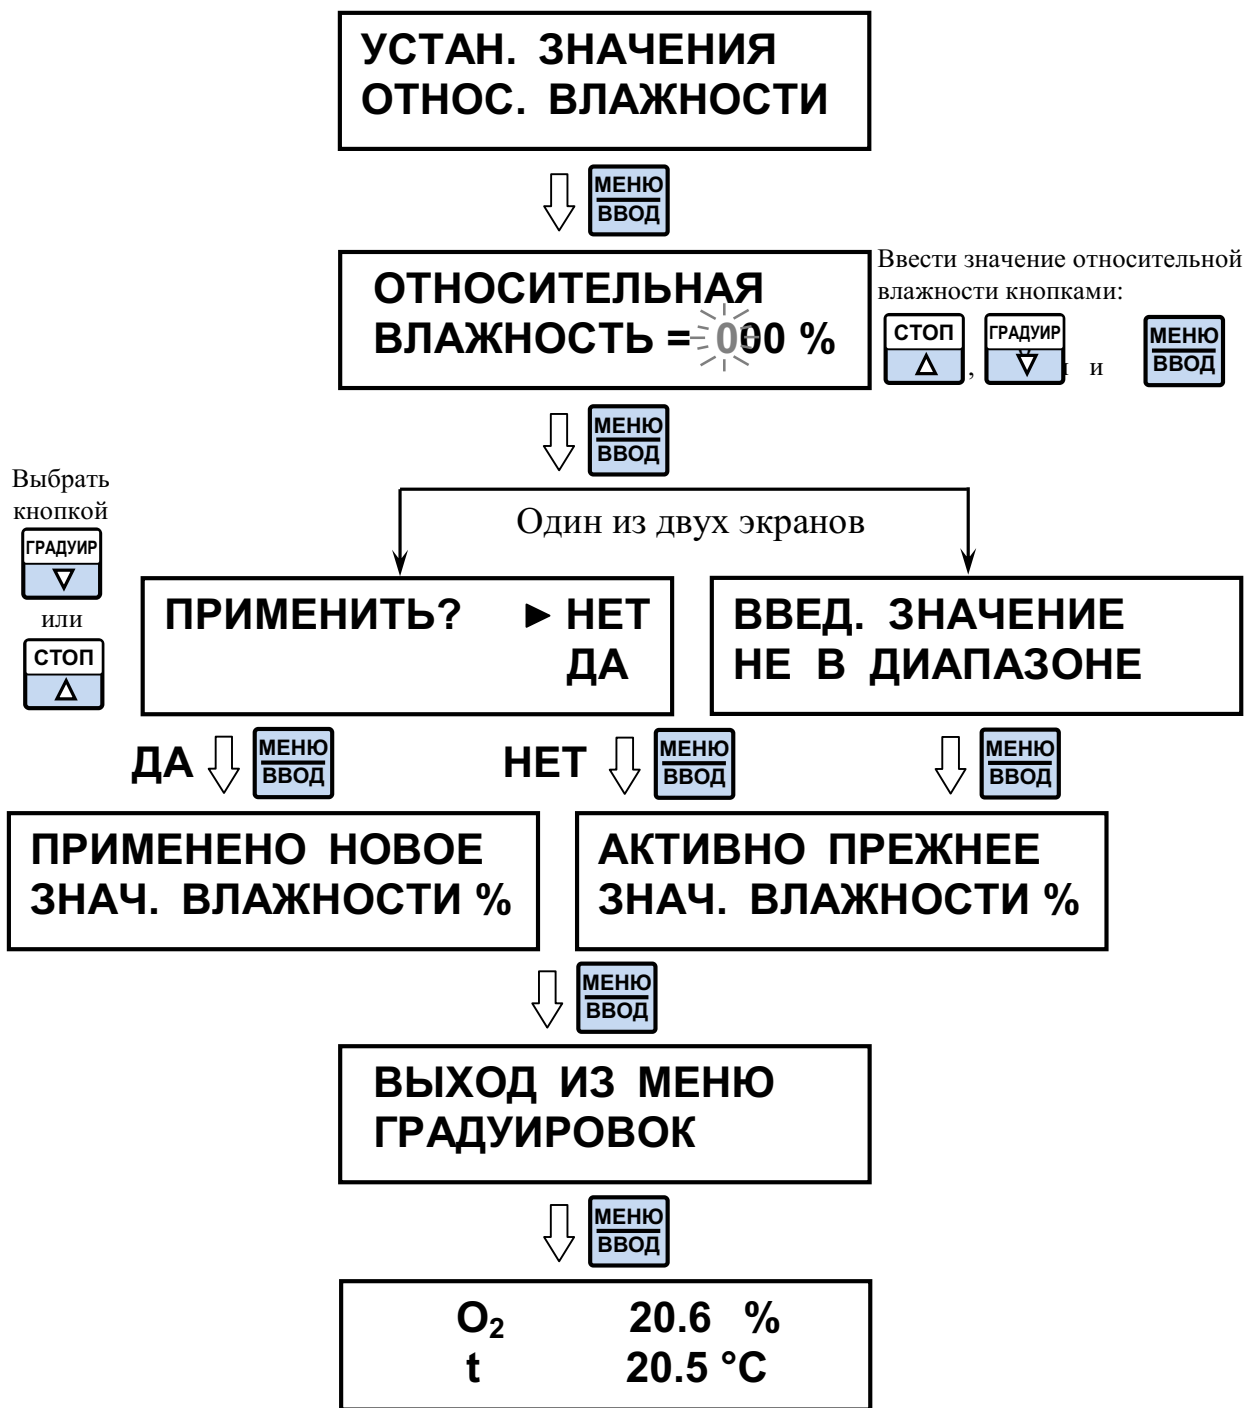 УСТАН. ЗНАЧЕНИЯ
ОТНОС. ВЛАЖНОСТИ
МЕНЮ
ВВОД
ОТНОСИТЕЛЬНАЯ
ВЛАЖНОСТЬ = 000 %
Ввести значение относительной
влажности кнопками:
СТОП
ГРАДУИР
МЕНЮ
ВВОД
, и
МЕНЮ
ВВОД
Выбрать
кнопкой
ГРАДУИР
или
СТОП
Один из двух экранов
ПРИМЕНИТЬ? ►НЕТ
ДА
ВВЕД. ЗНАЧЕНИЕ
НЕ В ДИАПАЗОНЕ
ДА
МЕНЮ
ВВОД
НЕТ
МЕНЮ
ВВОД
МЕНЮ
ВВОД
ПРИМЕНЕНО НОВОЕ
ЗНАЧ. ВЛАЖНОСТИ %
АКТИВНО ПРЕЖНЕЕ
ЗНАЧ. ВЛАЖНОСТИ %
МЕНЮ
ВВОД
ВЫХОД ИЗ МЕНЮ
ГРАДУИРОВОК
МЕНЮ
ВВОД
O₂ 20.6 %
t 20.5 °C